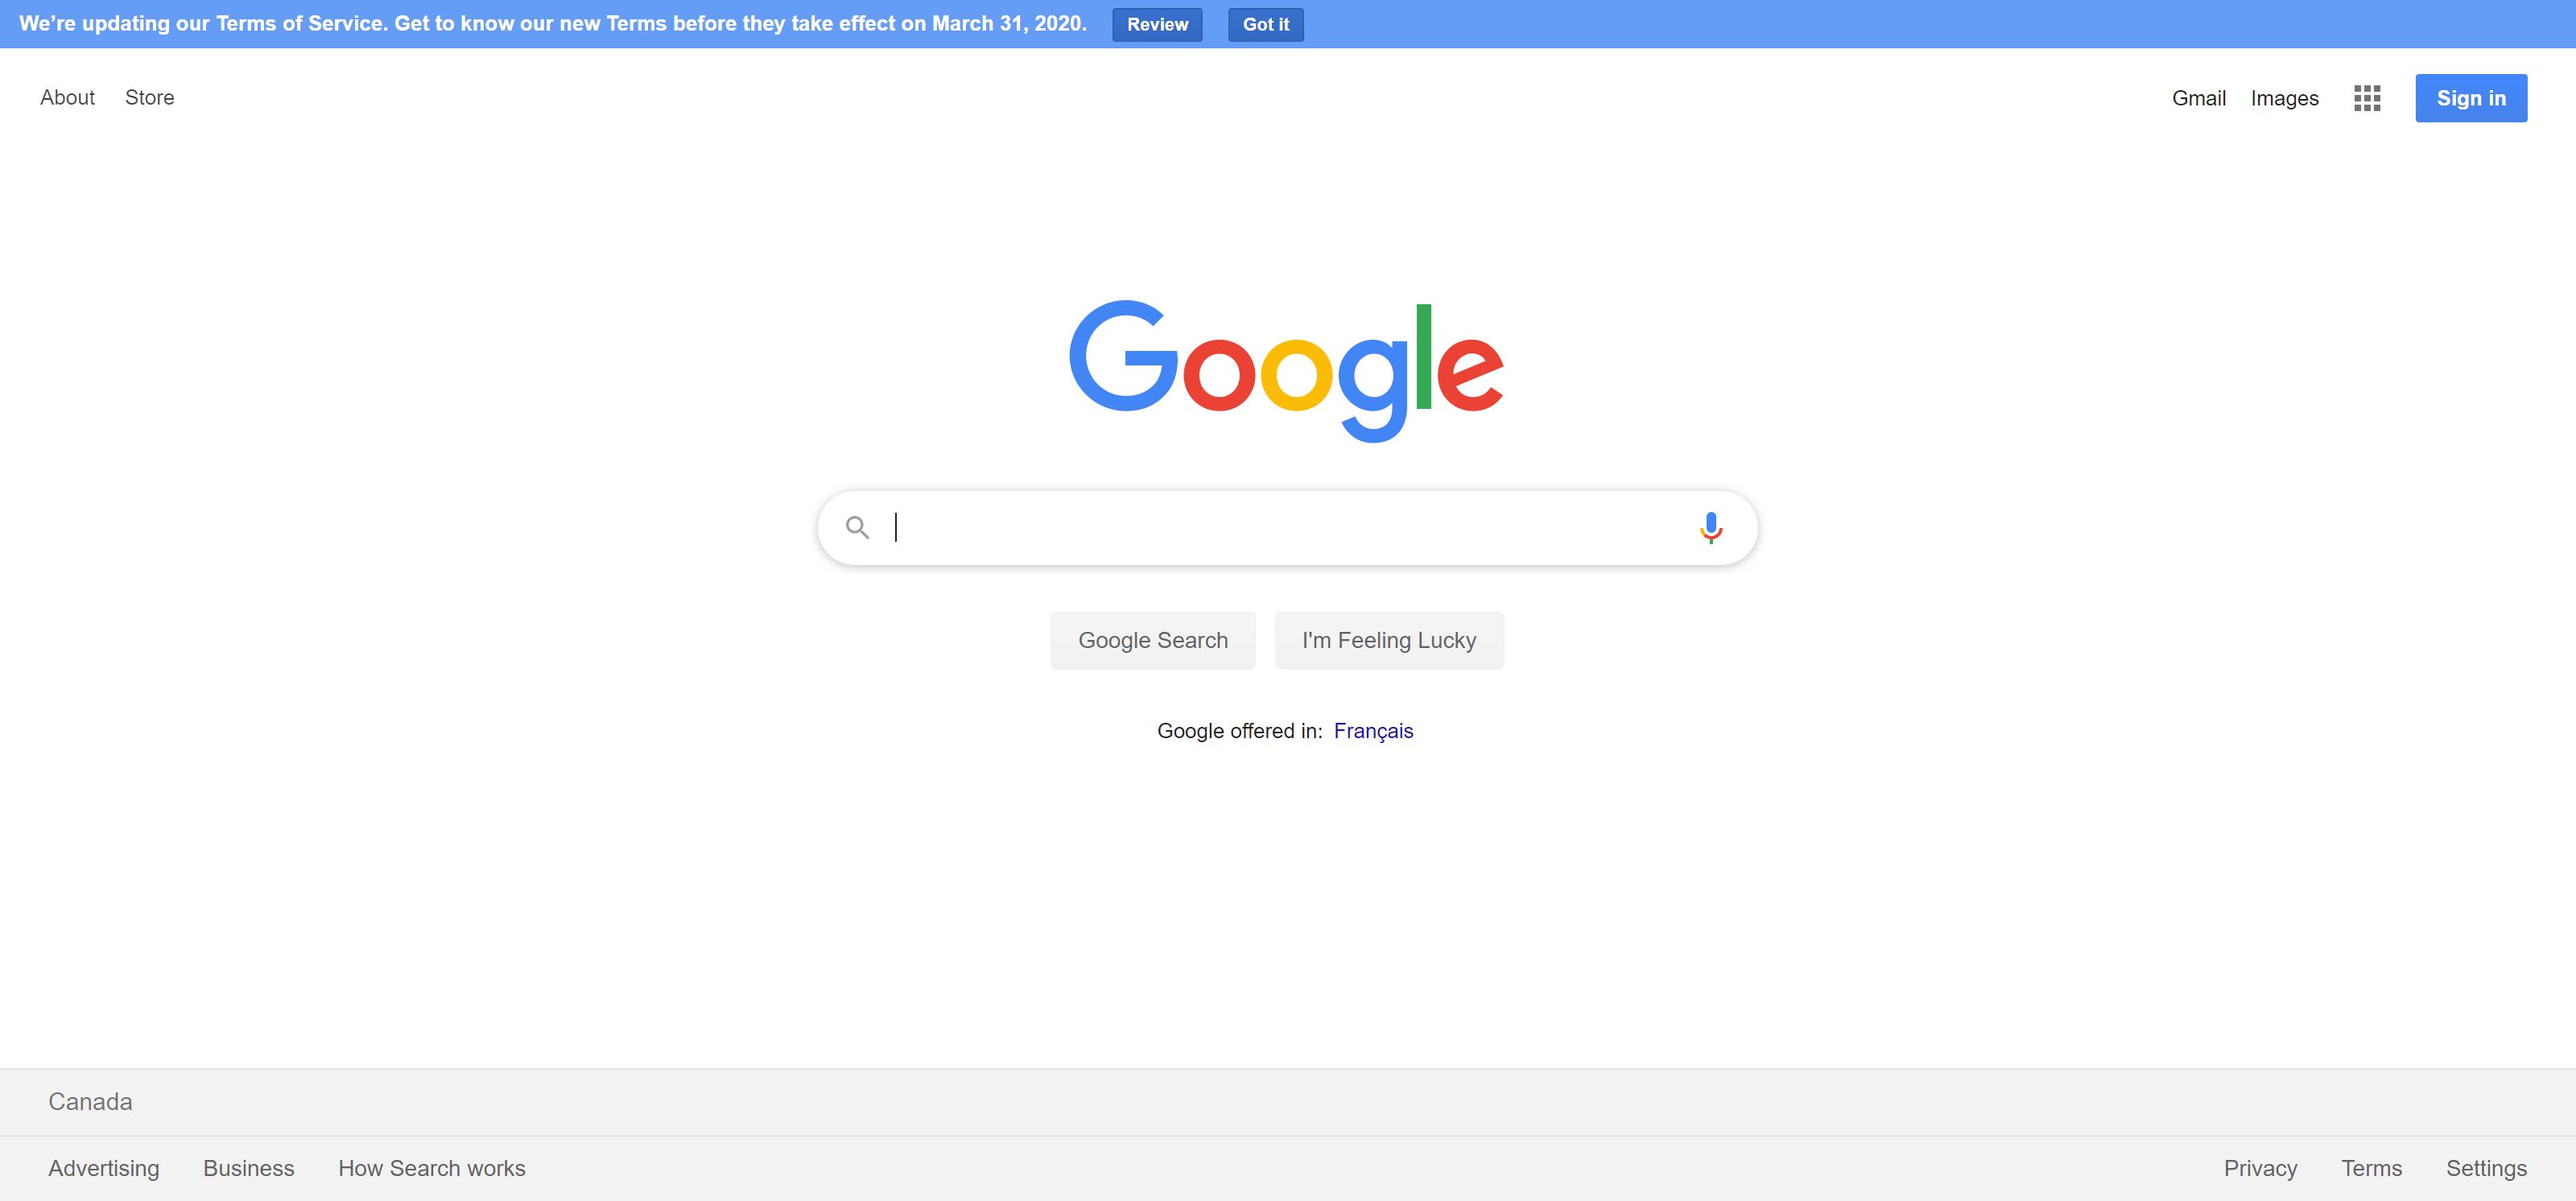 We’re updating our Terms of Service. Get to know our new Terms before they take effect on March 31, 2020. Review Got it
About Store Gmail Images Sign in
Google
Google Search I'm Feeling Lucky
Google offered in: Français
Canada
Advertising Business How Search works Privacy Terms Settings